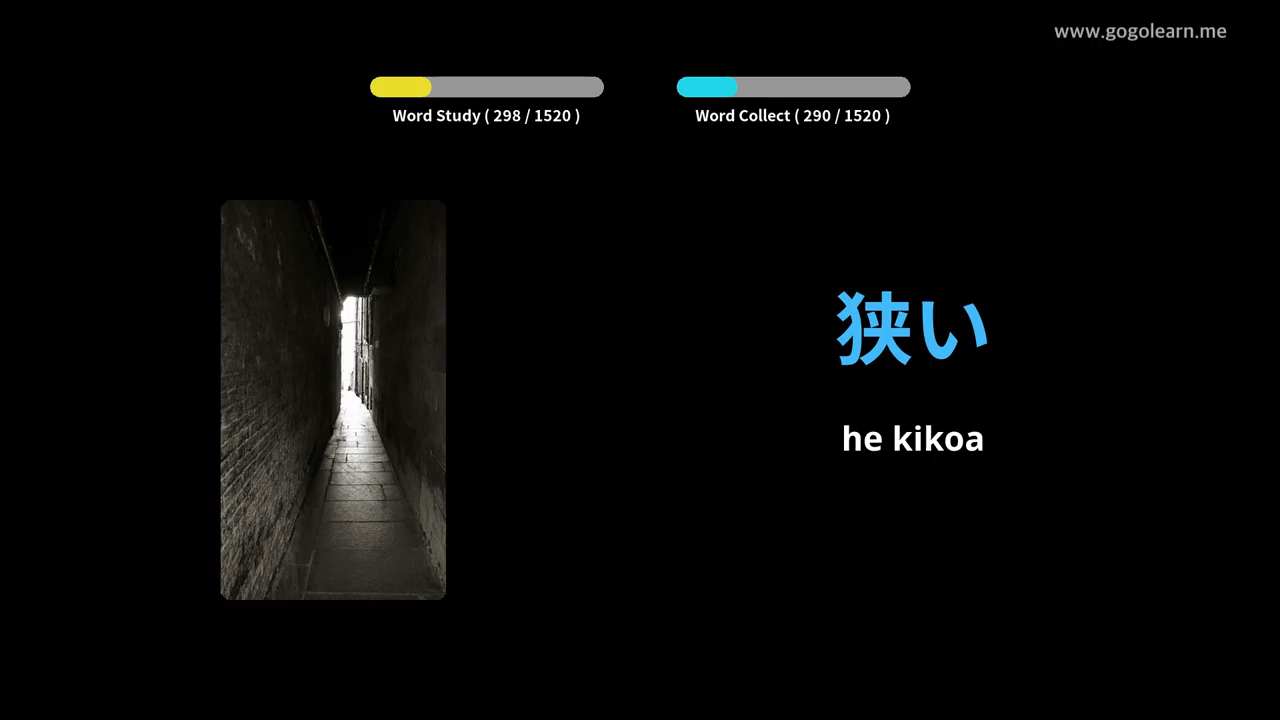 www.gogolearn.me
Word Study ( 298 / 1520 )
Word Collect ( 290 / 1520 )
狭い
he kikoa